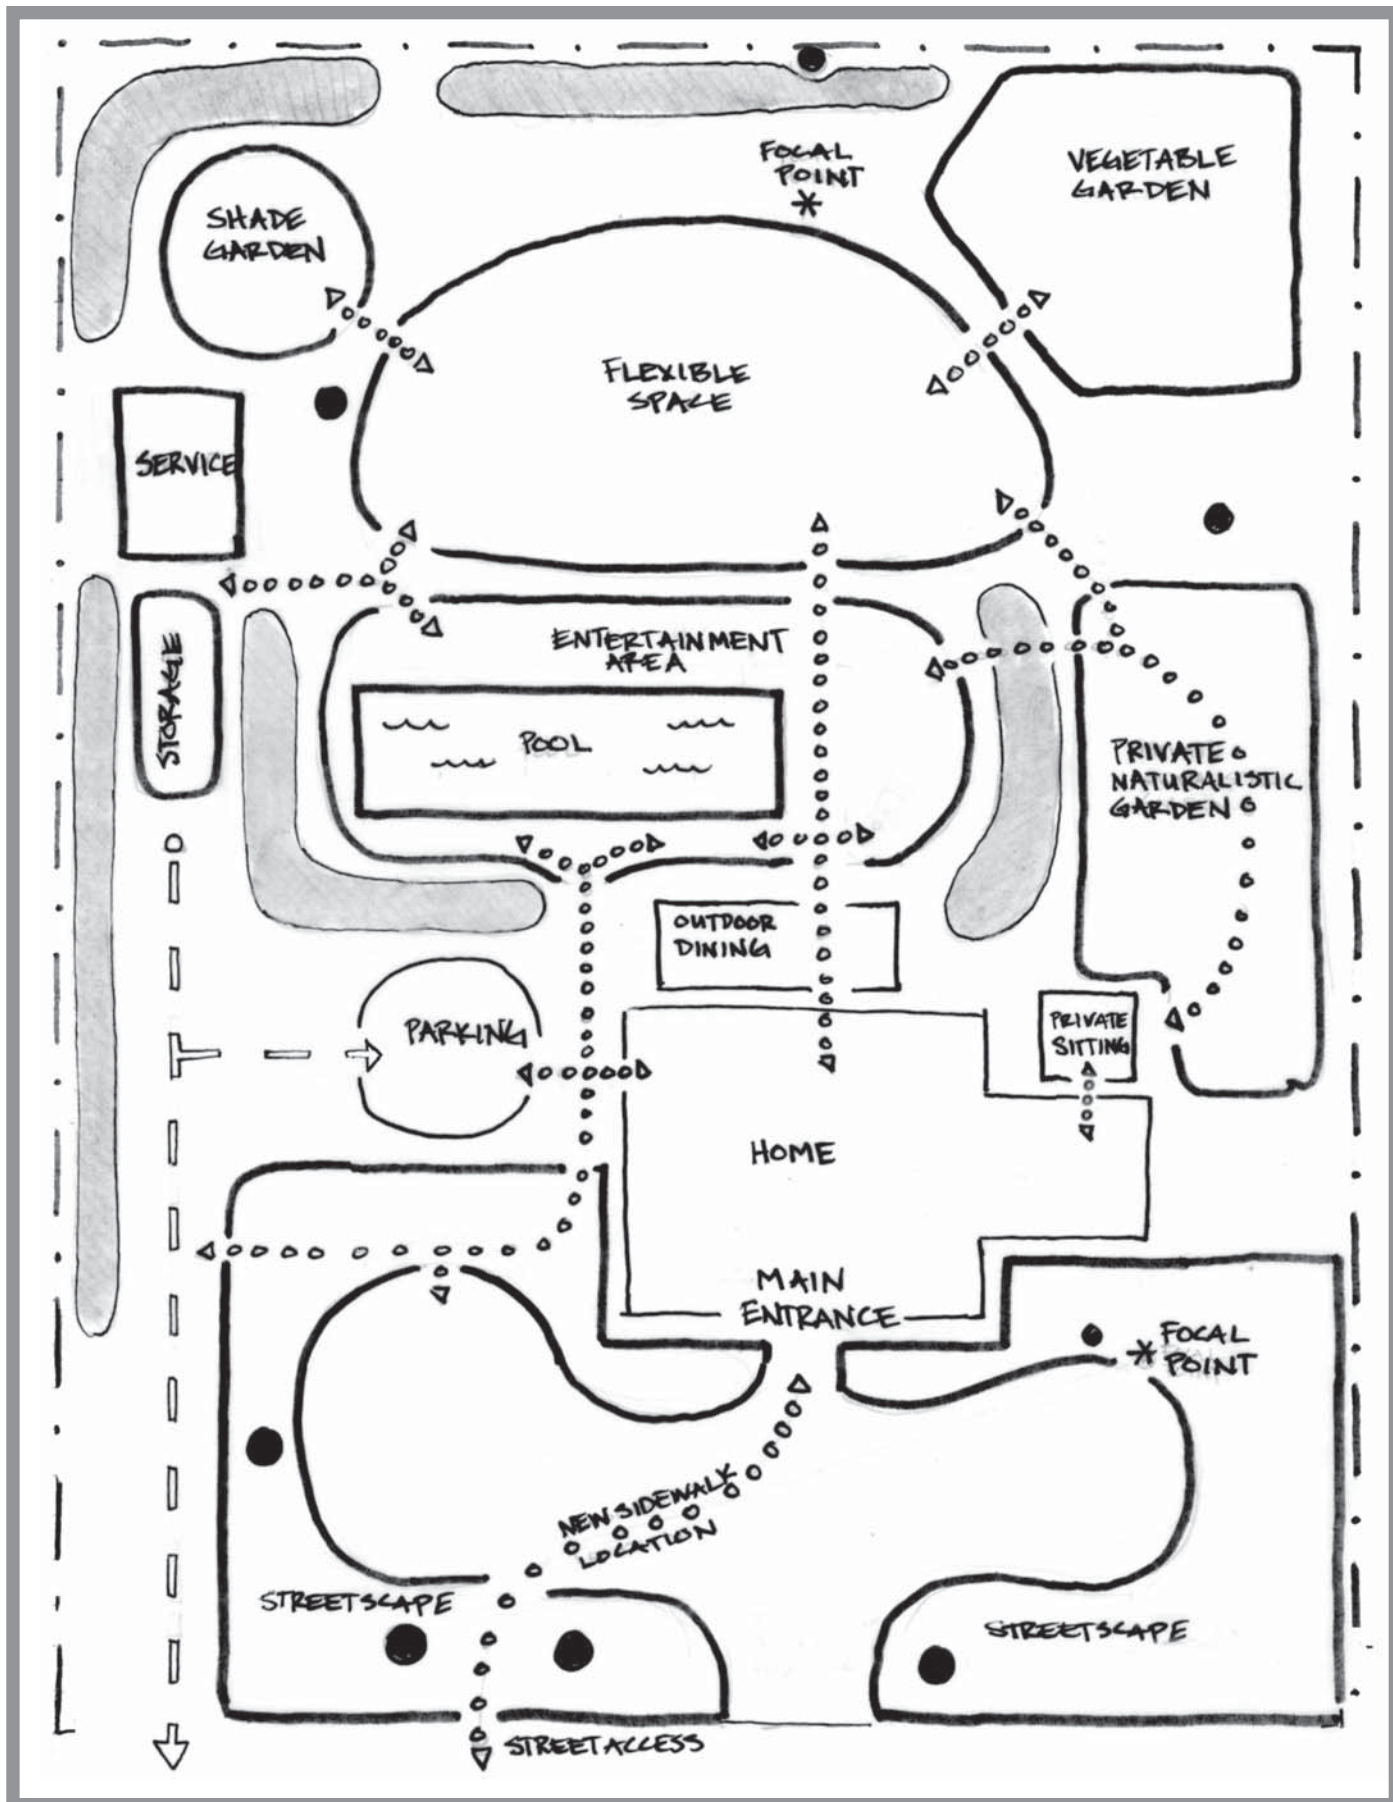 FOCAL
POINT
VEGETABLE
GARDEN
SHADE
GARDEN
FLEXIBLE
SPACE
SERVICE
ENTERTAINMENT
AREA
STORAGE
POOL
PRIVATE
NATURALISTIC
GARDEN
OUTDOOR
DINING
PARKING
PRIVATE
SITTING
HOME
MAIN
ENTRANCE
FOCAL
POINT
NEW SIDEWALK
LOCATION
STREETSCAPE
STREETSCAPE
STREET ACCESS